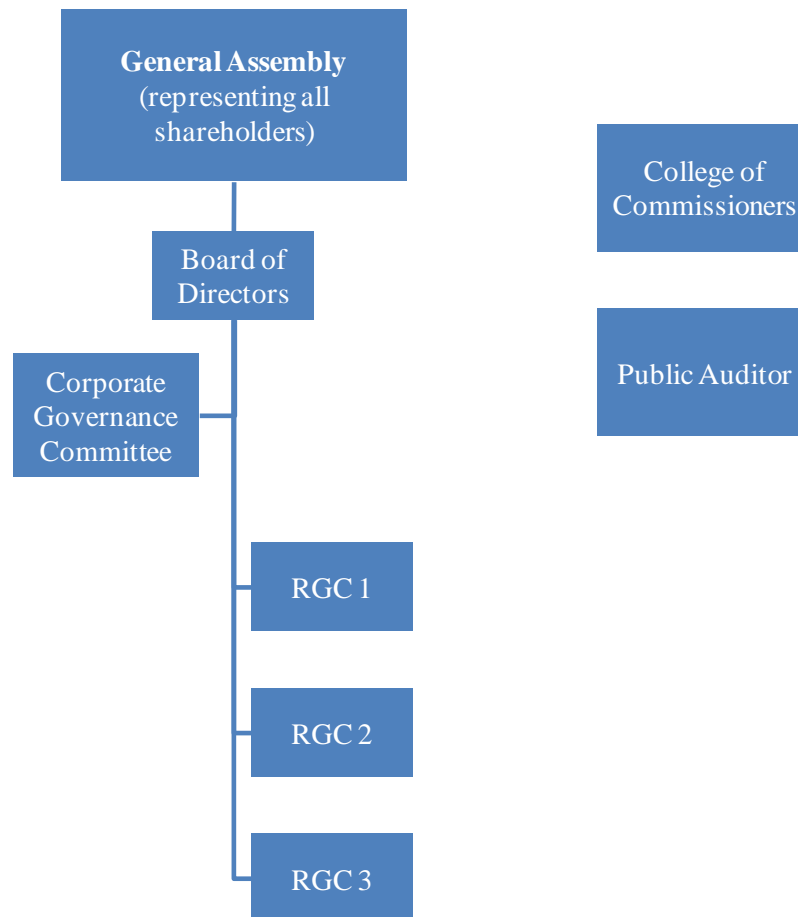 General Assembly
(representing all
shareholders)
College of
Commissioners
Board of
Directors
Public Auditor
Corporate
Governance
Committee
RGC 1
RGC 2
RGC 3